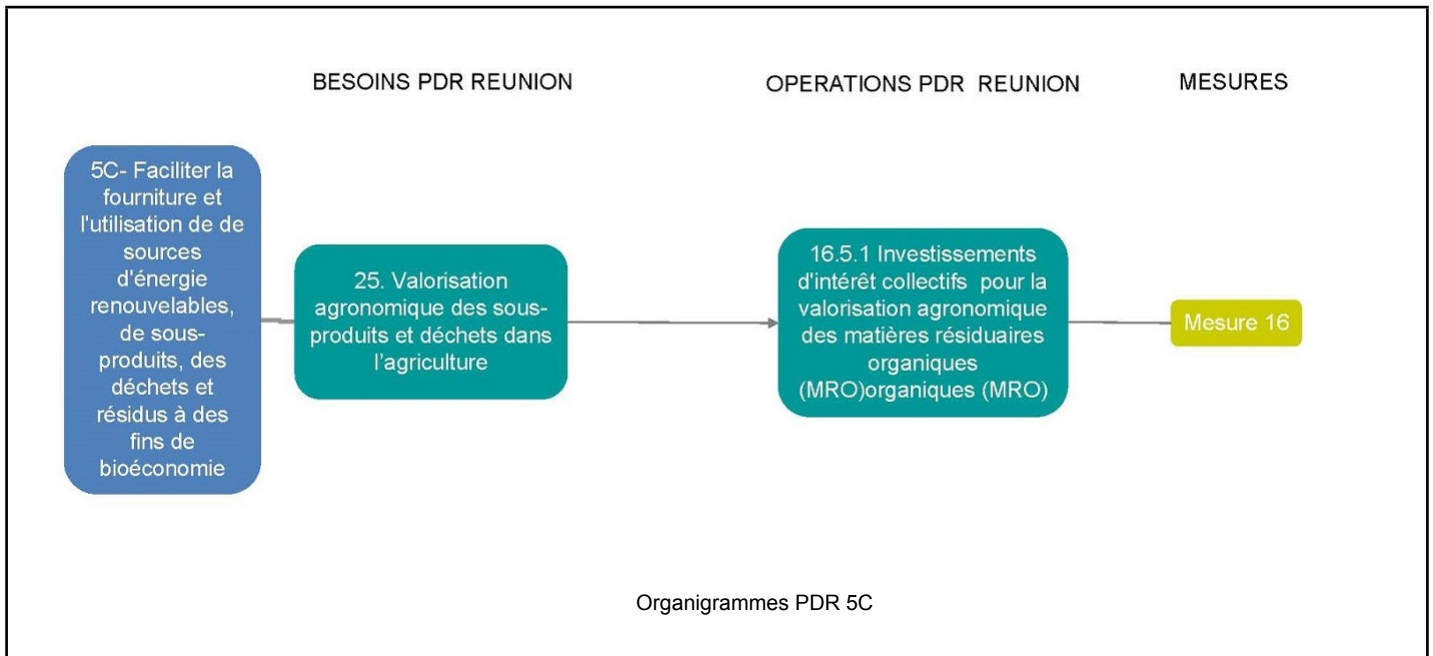 BESOINS PDR REUNION
OPERATIONS PDR REUNION
MESURES
5C- Faciliter la
fourniture et
l'utilisation de de
sources
d'énergie
renouvelables,
de sous-
produits, des
déchets et
résidus à des
fins de
bioéconomie
25. Valorisation
agronomique des sous-
produits et déchets dans
l'agriculture
16.5.1 Investissements
d'intérêt collectifs pour la
valorisation agronomique
des matières résiduaires
organiques
(MRO)organiques (MRO)
Mesure 16
Organigrammes PDR 5C